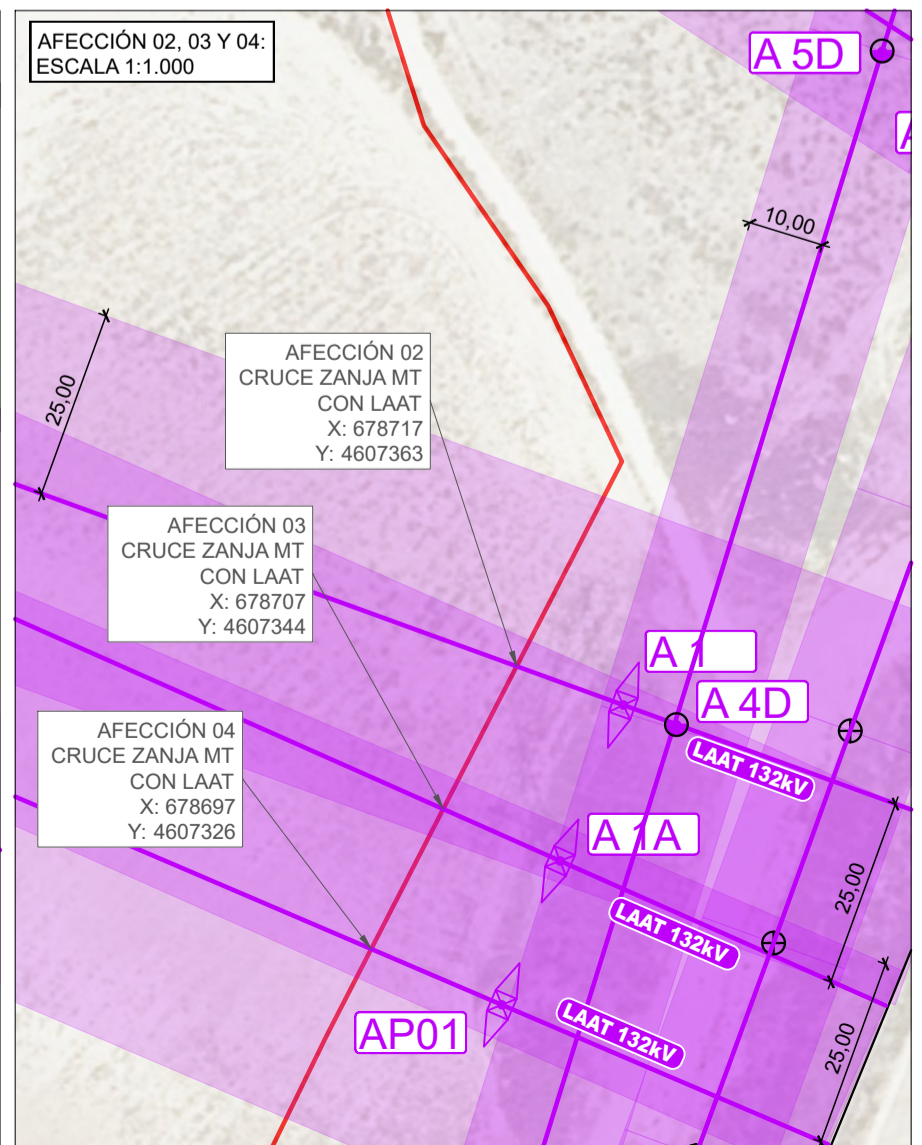 AFECCIÓN 02, 03 Y 04:
ESCALA 1:1.000
A 5D
10,00
25,00
AFECCIÓN 02
CRUCE ZANJA MT
CON LAAT
X: 678717
Y: 4607363
AFECCIÓN 03
CRUCE ZANJA MT
CON LAAT
X: 678707
Y: 4607344
A 1
A 4D
LAAT 132kV
AFECCIÓN 04
CRUCE ZANJA MT
CON LAAT
X: 678697
Y: 4607326
A 1A
25,00
LAAT 132kV
AP01
LAAT 132kV
25,00